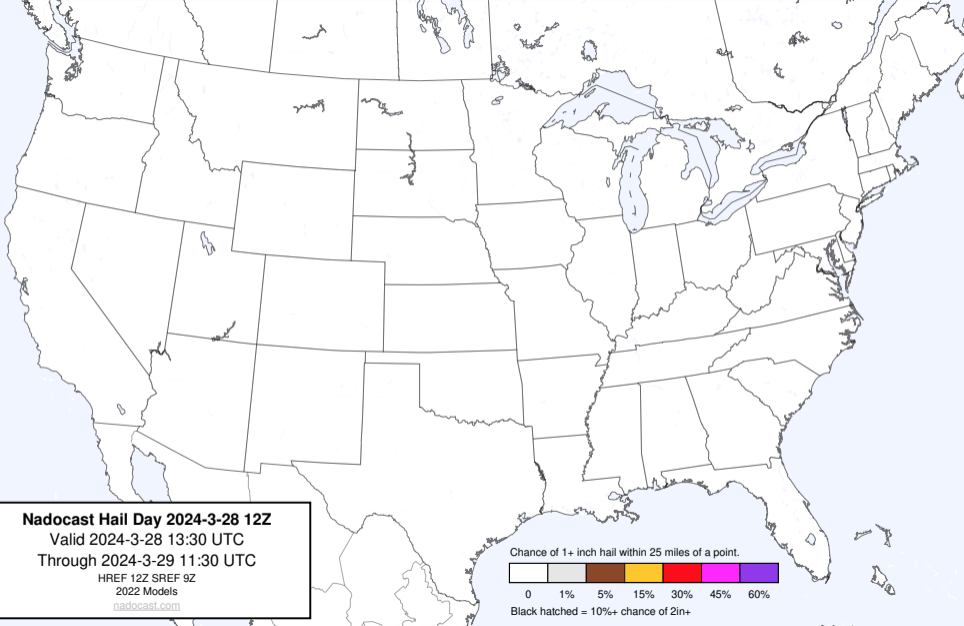 Nadocast Hail Day 2024-3-28 12Z
Valid 2024-3-28 13:30 UTC
Through 2024-3-29 11:30 UTC
HREF 12Z SREF 9Z
2022 Models
nadocast.com
Chance of 1+ inch hail within 25 miles of a point.
0 1% 5% 15% 30% 45% 60%
Black hatched = 10%+ chance of 2in+